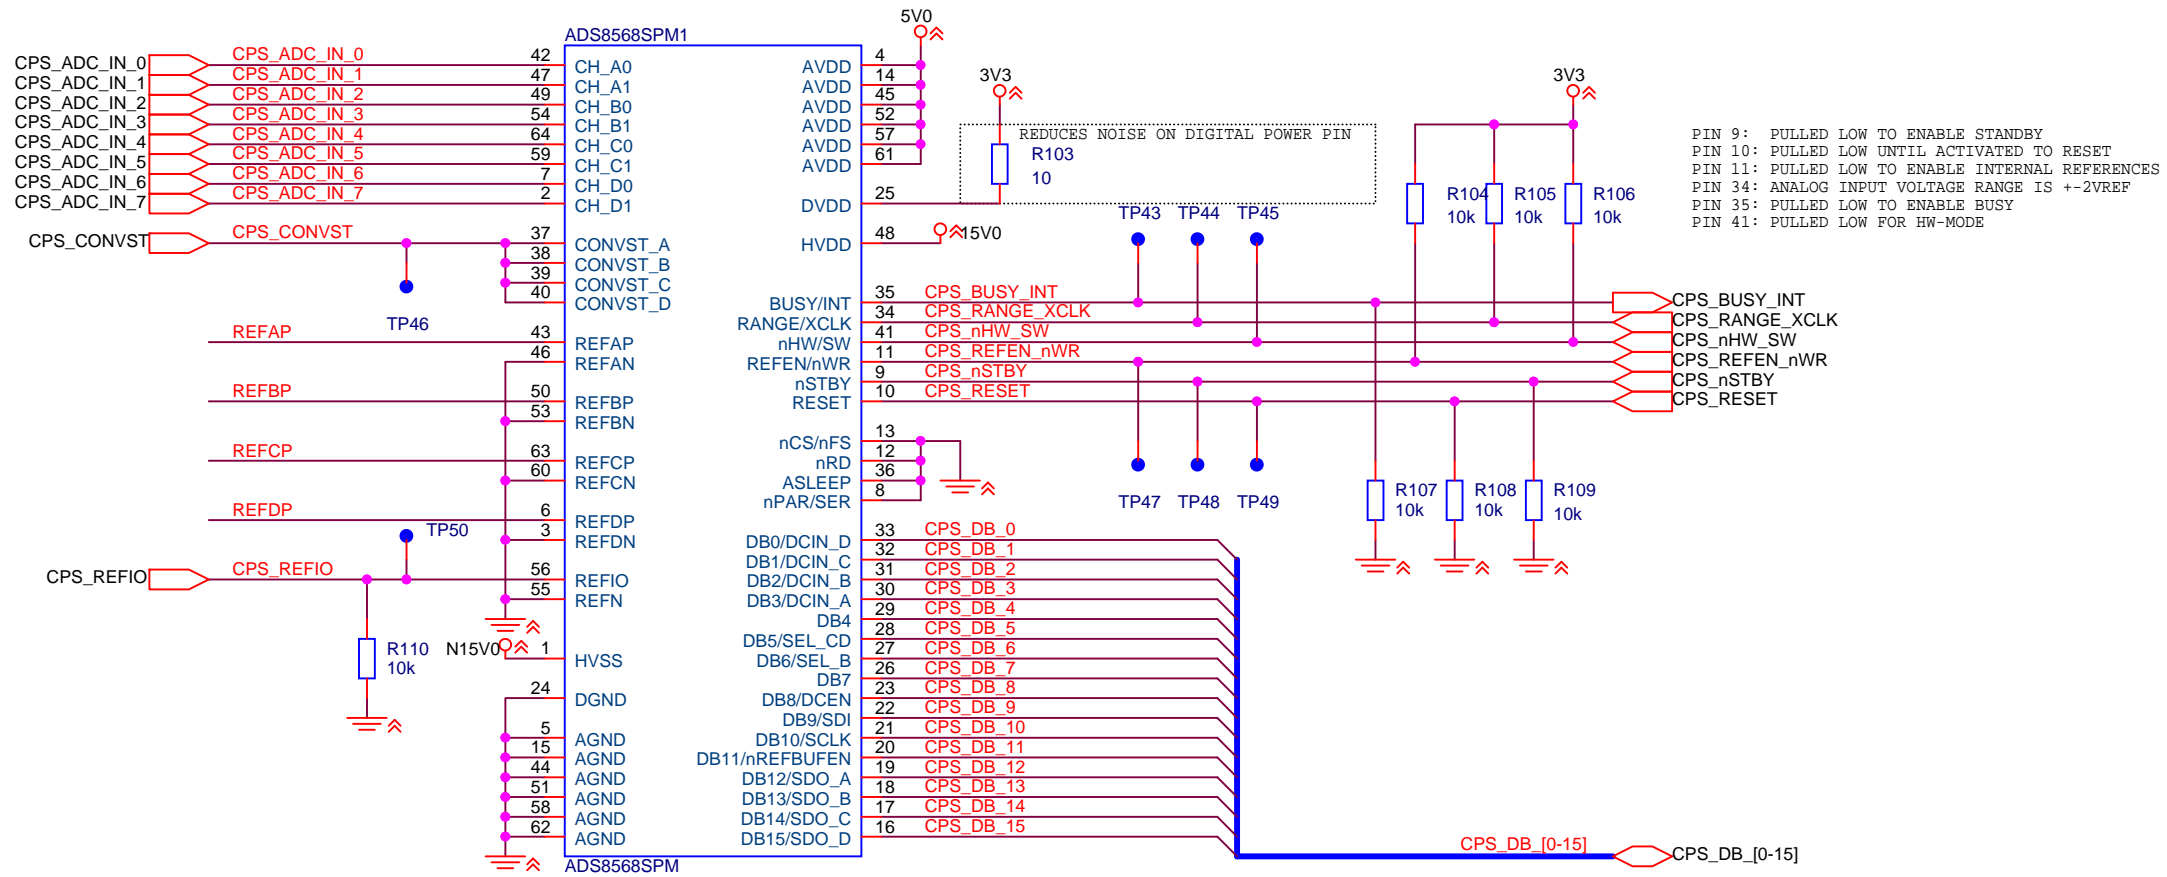 ADS8568SPM1
5V0
CPS_ADC_IN_0 CPS_ADC_IN_0 42 CH_A0 AVDD 4
CPS_ADC_IN_1 CPS_ADC_IN_1 47 CH_A1 AVDD 14
CPS_ADC_IN_2 CPS_ADC_IN_2 49 CH_B0 AVDD 45
CPS_ADC_IN_3 CPS_ADC_IN_3 54 CH_B1 AVDD 52
CPS_ADC_IN_4 CPS_ADC_IN_4 64 CH_C0 AVDD 57
CPS_ADC_IN_5 CPS_ADC_IN_5 59 CH_C1 AVDD 61
CPS_ADC_IN_6 CPS_ADC_IN_6 7 CH_D0
CPS_ADC_IN_7 CPS_ADC_IN_7 2 CH_D1 DVDD 25
3V3
REDUCES NOISE ON DIGITAL POWER PIN
R103
10
3V3
R104
10k
R105
10k
R106
10k
PIN 9: PULLED LOW TO ENABLE STANDBY
PIN 10: PULLED LOW UNTIL ACTIVATED TO RESET
PIN 11: PULLED LOW TO ENABLE INTERNAL REFERENCES
PIN 34: ANALOG INPUT VOLTAGE RANGE IS +-2VREF
PIN 35: PULLED LOW TO ENABLE BUSY
PIN 41: PULLED LOW FOR HW-MODE
TP43 TP44 TP45
CPS_CONVST CPS_CONVST 37 CONVST_A HVDD 48 15V0
38 CONVST_B
39 CONVST_C
40 CONVST_D
TP46
BUSY/INT 35 CPS_BUSY_INT CPS_BUSY_INT
RANGE/XCLK 34 CPS_RANGE_XCLK CPS_RANGE_XCLK
REFAP 43 REFAP nHW/SW 41 CPS_nHW_SW CPS_nHW_SW
46 REFAN REFEN/nWR 11 CPS_REFEN_nWR CPS_REFEN_nWR
nSTBY 9 CPS_nSTBY CPS_nSTBY
REFBP 50 REFBP RESET 10 CPS_RESET CPS_RESET
53 REFBN
nCS/nFS 13
REFCP 63 REFCP nRD 12
60 REFCN ASLEEP 36
nPAR/SER 8
TP47 TP48 TP49
R107
10k
R108
10k
R109
10k
REFDP 6 REFDP
3 REFDN
TP50
CPS_REFIO CPS_REFIO 56 REFIO
55 REFN
R110
10k
N15V0 1 HVSS
24 DGND
5 AGND
15 AGND
44 AGND
51 AGND
58 AGND
62 AGND
DB0/DCIN_D 33 CPS_DB_0
DB1/DCIN_C 32 CPS_DB_1
DB2/DCIN_B 31 CPS_DB_2
DB3/DCIN_A 30 CPS_DB_3
DB4 29 CPS_DB_4
DB5/SEL_CD 28 CPS_DB_5
DB6/SEL_B 27 CPS_DB_6
DB7 26 CPS_DB_7
DB8/DCEN 23 CPS_DB_8
DB9/SDI 22 CPS_DB_9
DB10/SCLK 21 CPS_DB_10
DB11/nREFBUFEN 20 CPS_DB_11
DB12/SDO_A 19 CPS_DB_12
DB13/SDO_B 18 CPS_DB_13
DB14/SDO_C 17 CPS_DB_14
DB15/SDO_D 16 CPS_DB_15
CPS_DB_[0-15] CPS_DB_[0-15]
ADS8568SPM